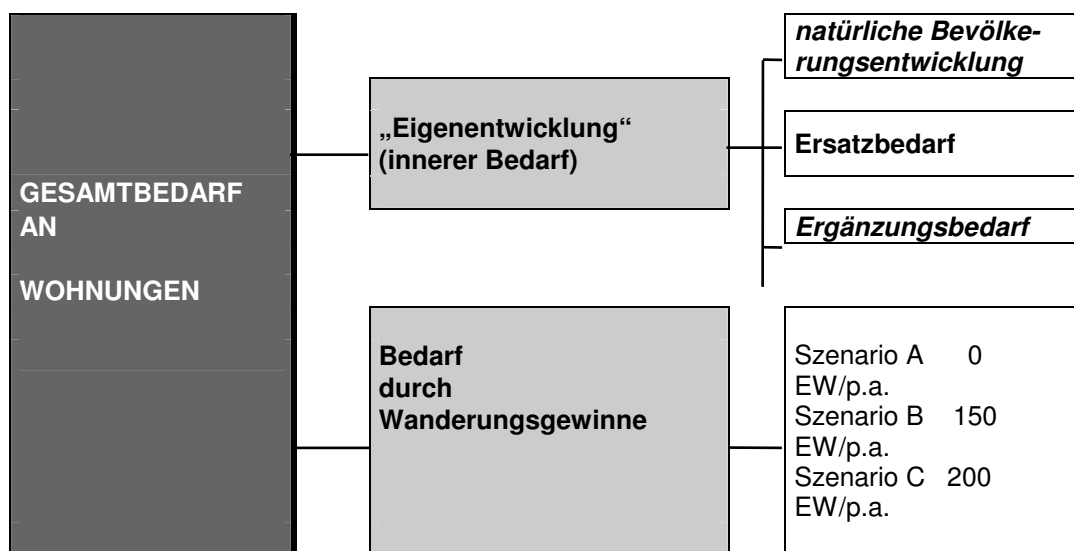 GESAMTBEDARF
AN
WOHNUNGEN
„Eigenentwicklung“
(innerer Bedarf)
natürliche Bevölke-
rungsentwicklung
Ersatzbedarf
Ergänzungsbedarf
Bedarf
durch
Wanderungsgewinne
Szenario A 0
EW/p.a.
Szenario B 150
EW/p.a.
Szenario C 200
EW/p.a.